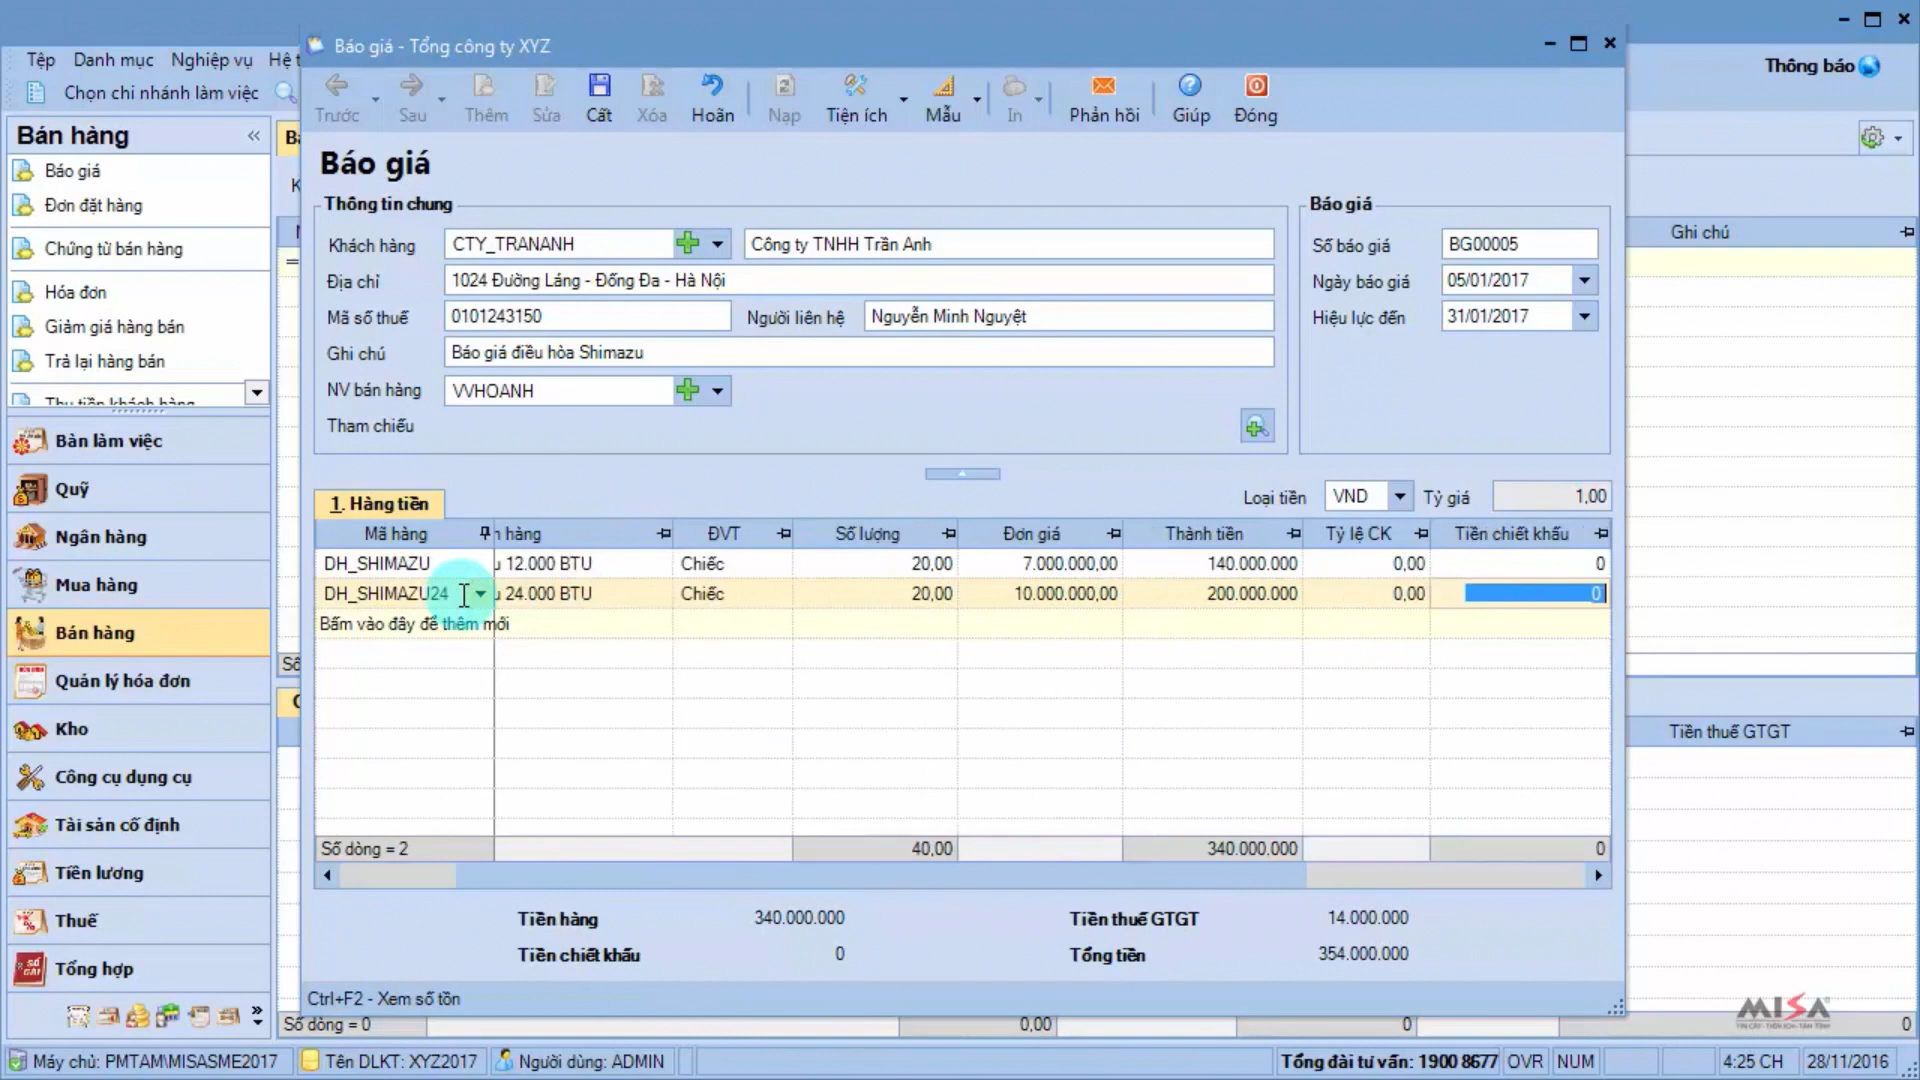 Báo giá - Tổng công ty XYZ
Tệp Danh mục Nghiệp vụ
Thông báo
Chọn chi nhánh làm việc
Trước Sau Thêm Sửa Cất Xóa Hoãn Nạp Tiện ích Mẫu In Phản hồi Giúp Đóng
Bán hàng
Báo giá
Đơn đặt hàng
Chứng từ bán hàng
Hóa đơn
Giảm giá hàng bán
Trả lại hàng bán
Thu tiền khách hàng
Bàn làm việc
Quỹ
Ngân hàng
Mua hàng
Bán hàng
Quản lý hóa đơn
Kho
Công cụ dụng cụ
Tài sản cố định
Tiền lương
Thuế
Tổng hợp
Báo giá
Thông tin chung
Khách hàng CTY_TRANANH Công ty TNHH Trần Anh
Địa chỉ 1024 Đường Láng - Đống Đa - Hà Nội
Mã số thuế 0101243150 Người liên hệ Nguyễn Minh Nguyệt
Ghi chú Báo giá điều hòa Shimazu
NV bán hàng VVHOANH
Tham chiếu
Báo giá
Số báo giá BG00005
Ngày báo giá 05/01/2017
Hiệu lực đến 31/01/2017
Ghi chú
1. Hàng tiền
Loại tiền VND Tỷ giá 1,00
Mã hàng n hàng ĐVT Số lượng Đơn giá Thành tiền Tỷ lệ CK Tiền chiết khấu
DH_SHIMAZU u 12.000 BTU Chiếc 20,00 7.000.000,00 140.000.000 0,00 0
DH_SHIMAZU24 u 24.000 BTU Chiếc 20,00 10.000.000,00 200.000.000 0,00 0
Bấm vào đây để thêm mới
Tiền thuế GTGT
Số dòng = 2 40,00 340.000.000 0
Tiền hàng 340.000.000 Tiền thuế GTGT 14.000.000
Tiền chiết khấu 0 Tổng tiền 354.000.000
Ctrl+F2 - Xem số tồn
MISA
TIN CẬY - TIỆN ÍCH - TẬN TÌNH
Số dòng = 0 0,00 0 0
Máy chủ: PMTAM\MISASME2017 Tên DLKT: XYZ2017 Người dùng: ADMIN Tổng đài tư vấn: 1900 8677 OVR NUM 4:25 CH 28/11/2016